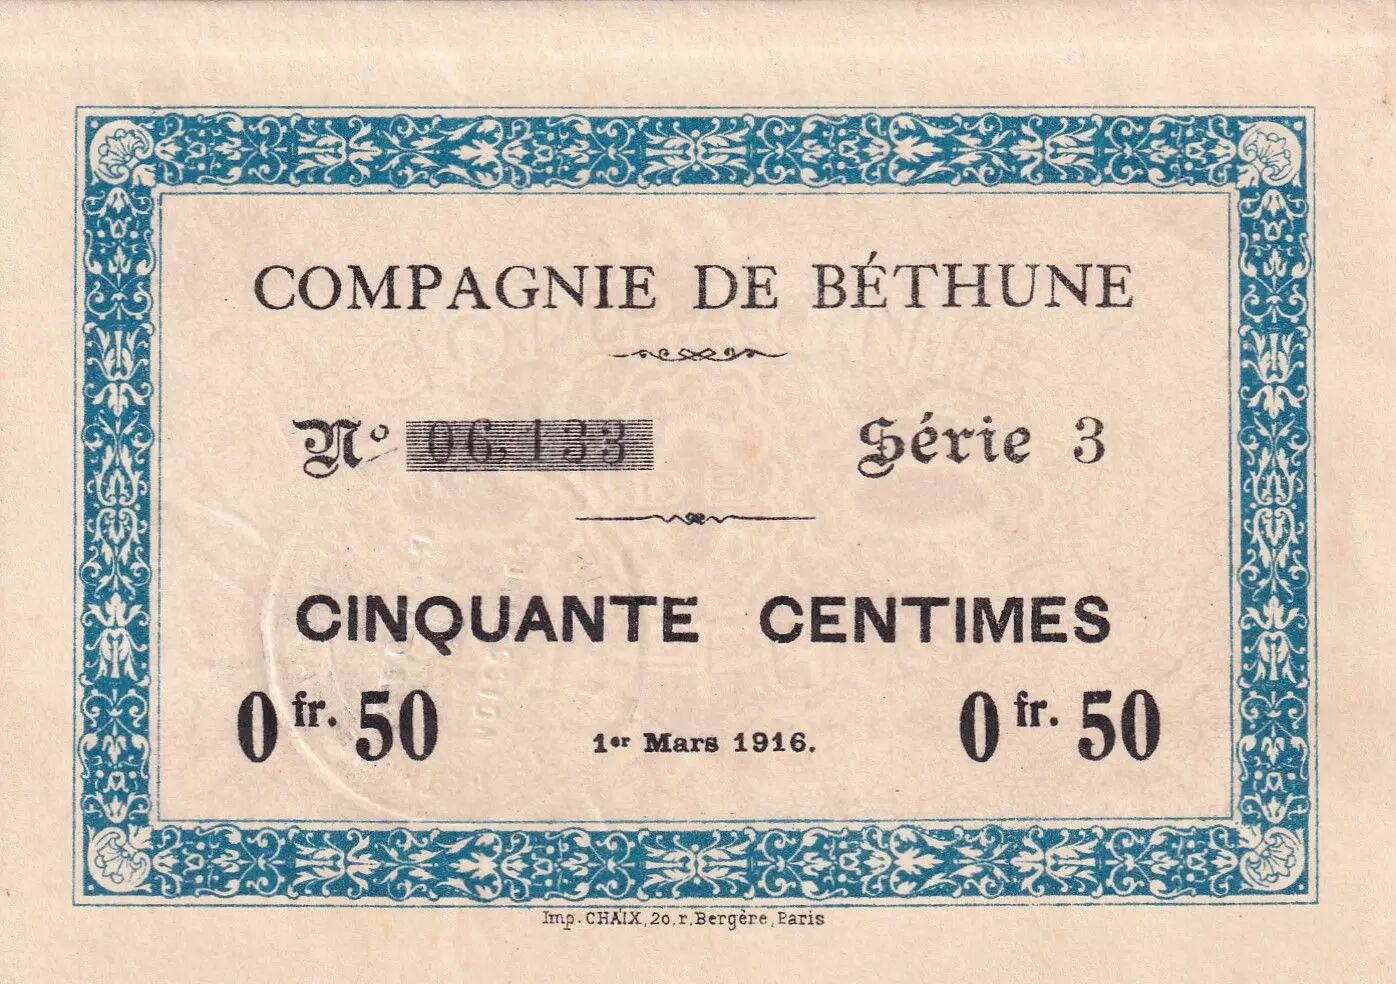 COMPAGNIE DE BÉTHUNE
Nº 06,133 Série 3
CINQUANTE CENTIMES
0 fr. 50 1er Mars 1916. 0 fr. 50
Imp. CHAIX, 20, r. Bergère, Paris